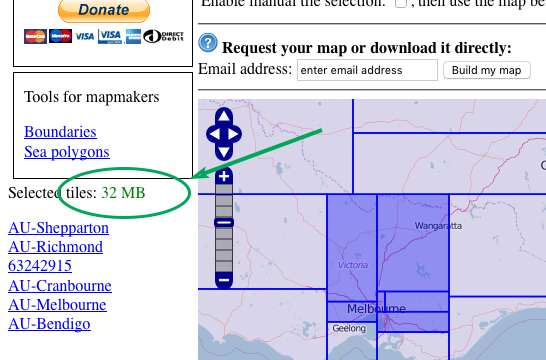 Donate
VISA VISA DIRECT Debit
Tools for mapmakers
Boundaries
Sea polygons
Selected tiles: 32 MB
AU-Shepparton
AU-Richmond
63242915
AU-Cranbourne
AU-Melbourne
AU-Bendigo
Enable manual tile selection: , then use the map be
Request your map or download it directly:
Email address: enter email address Build my map
Wangaratta
Victoria
Melbourne
Geelong